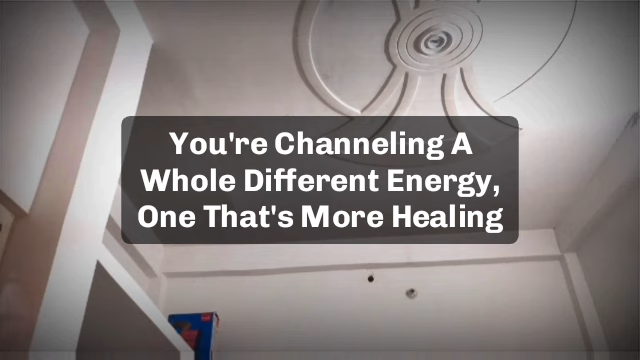 You're Channeling A
Whole Different Energy,
One That's More Healing